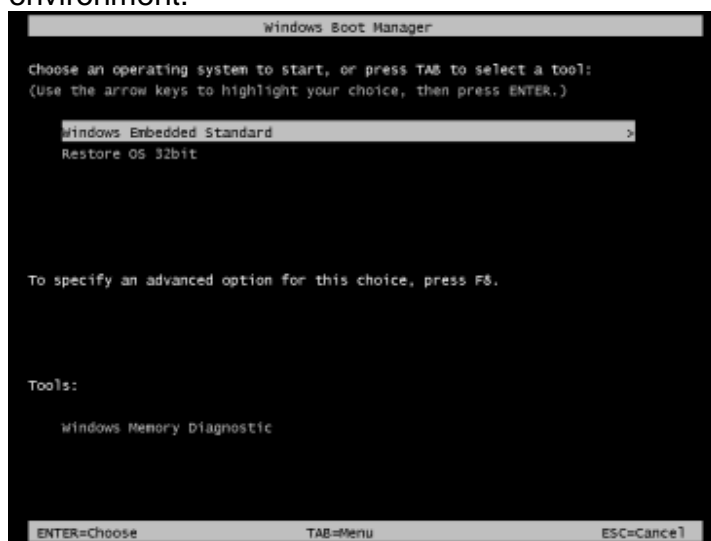 environment.
Windows Boot Manager
Choose an operating system to start, or press TAB to select a tool:
(Use the arrow keys to highlight your choice, then press ENTER.)
Windows Embedded Standard >
Restore OS 32bit
To specify an advanced option for this choice, press F8.
Tools:
Windows Memory Diagnostic
ENTER=Choose TAB=Menu ESC=Cancel